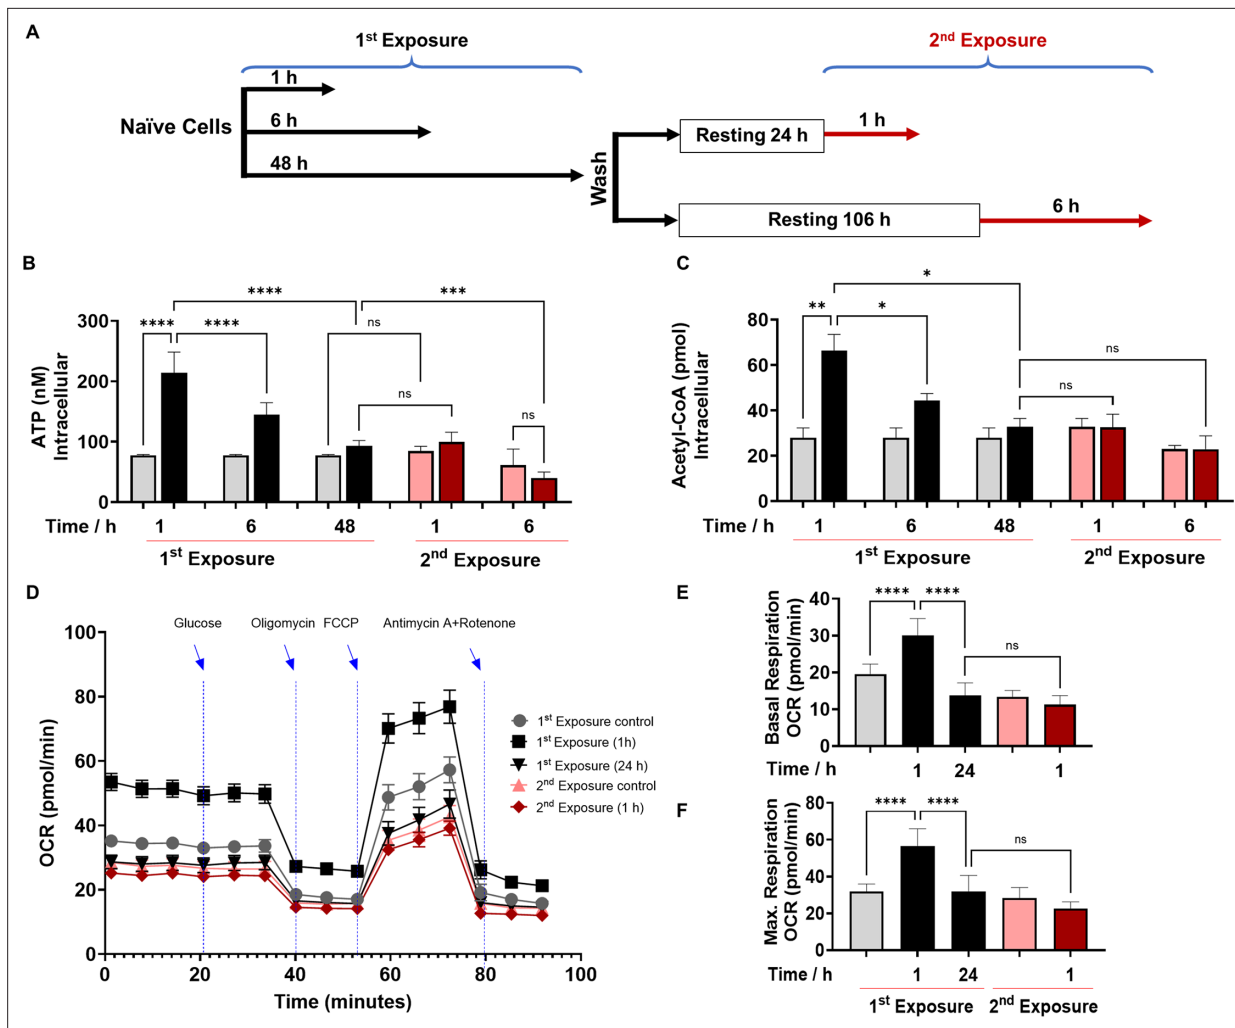 A
1st Exposure
2nd Exposure
1 h
Naïve Cells
6 h
48 h
Wash
Resting 24 h
1 h
Resting 106 h
6 h
B
ATP (nM)
Intracellular
300
200
100
0
****
****
****
***
ns
ns
ns
Time / h
1
6
48
1
6
1st Exposure
2nd Exposure
C
Acetyl-CoA (pmol)
Intracellular
80
60
40
20
0
**
*
*
ns
ns
Time / h
1
6
48
1
6
1st Exposure
2nd Exposure
D
Glucose
Oligomycin
FCCP
Antimycin A+Rotenone
OCR (pmol/min)
100
80
60
40
20
0
0
20
40
60
80
100
Time (minutes)
1st Exposure control
1st Exposure (1h)
1st Exposure (24 h)
2nd Exposure control
2nd Exposure (1 h)
E
Basal Respiration
OCR (pmol/min)
40
30
20
10
0
****
****
ns
Time / h
1
24
1
F
Max. Respiration
OCR (pmol/min)
80
60
40
20
0
****
****
ns
Time / h
1
24
1
1st Exposure
2nd Exposure